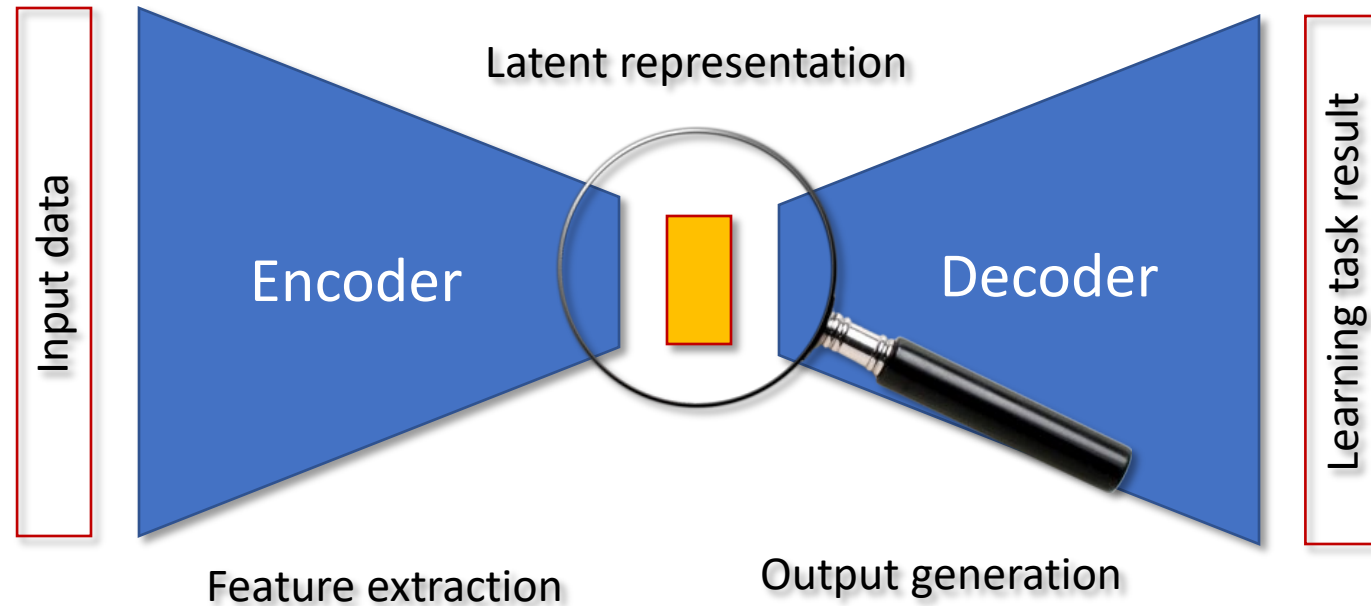 Input data
Encoder
Feature extraction
Latent representation
Decoder
Output generation
Learning task result